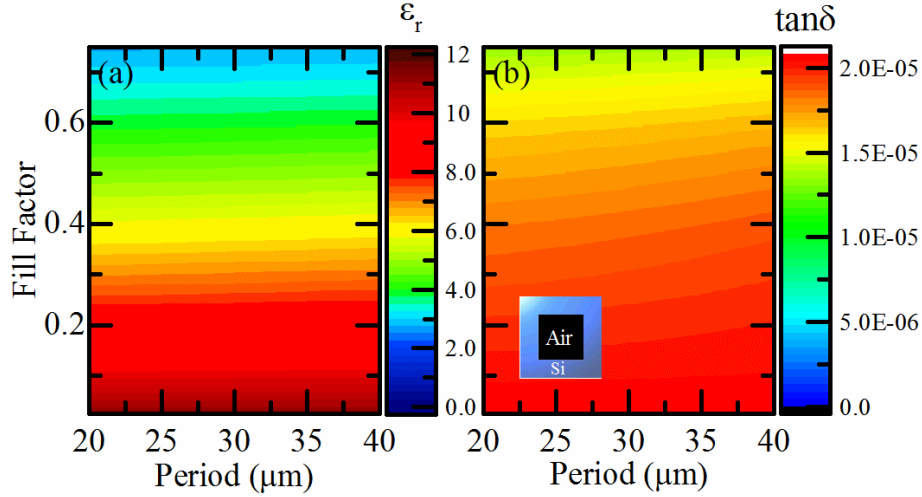 εr tanδ
(a) (b)
Fill Factor
0.6
0.4
0.2
12
10
8.0
6.0
4.0
2.0
0.0
2.0E-05
1.5E-05
1.0E-05
5.0E-06
0.0
Air
Si
20 25 30 35 40 20 25 30 35 40
Period (µm) Period (µm)